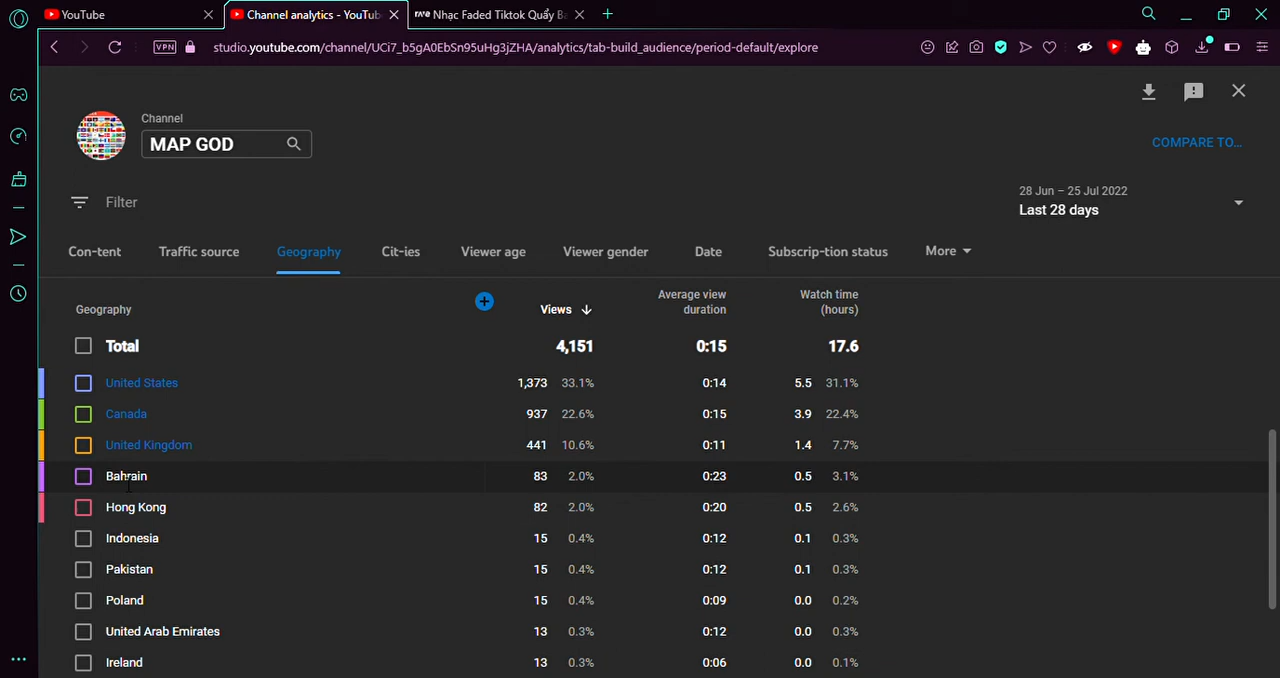 YouTube
Channel analytics - YouTub
Nhạc Faded Tiktok Quẩy Ba
VPN
studio.youtube.com/channel/UCi7_b5gA0EbSn95uHg3jZHA/analytics/tab-build_audience/period-default/explore
Channel
MAP GOD
COMPARE TO...
Filter
28 Jun – 25 Jul 2022
Last 28 days
Con-tent Traffic source Geography Cit-ies Viewer age Viewer gender Date Subscrip-tion status More
Geography Views Average view duration Watch time (hours)
Total 4,151 0:15 17.6
United States 1,373 33.1% 0:14 5.5 31.1%
Canada 937 22.6% 0:15 3.9 22.4%
United Kingdom 441 10.6% 0:11 1.4 7.7%
Bahrain 83 2.0% 0:23 0.5 3.1%
Hong Kong 82 2.0% 0:20 0.5 2.6%
Indonesia 15 0.4% 0:12 0.1 0.3%
Pakistan 15 0.4% 0:12 0.1 0.3%
Poland 15 0.4% 0:09 0.0 0.2%
United Arab Emirates 13 0.3% 0:12 0.0 0.3%
Ireland 13 0.3% 0:06 0.0 0.1%